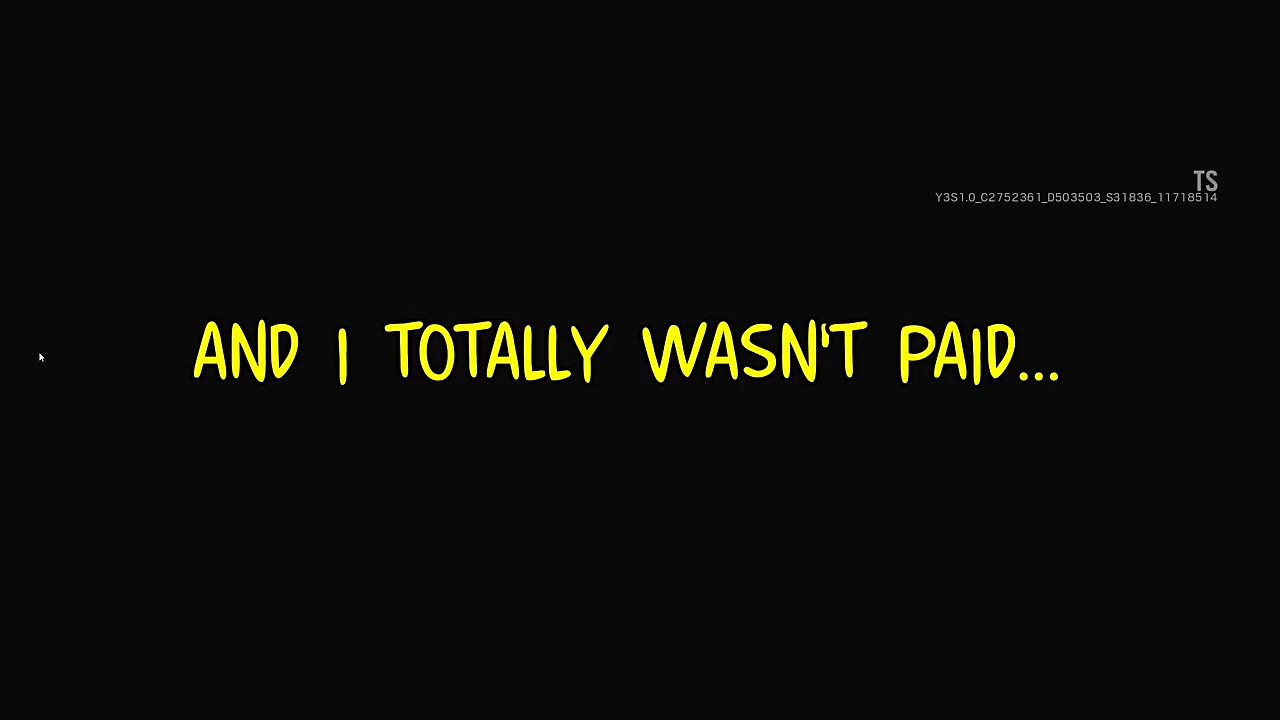 TS
Y3S1.0_C2752361_D503503_S31836_11718514
AND I TOTALLY WASN'T PAID...